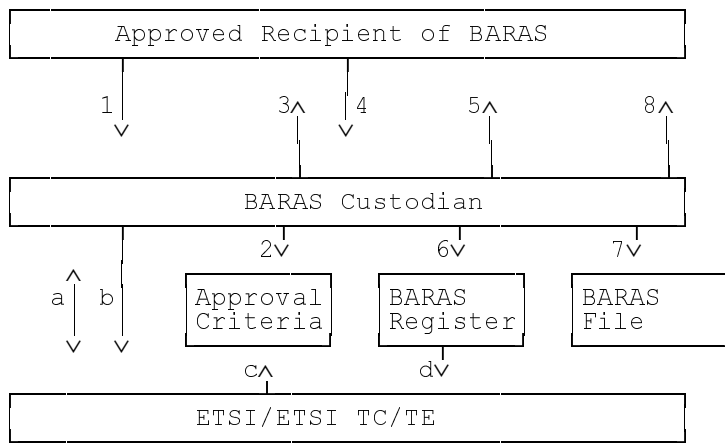 Approved Recipient of BARAS
1 3 4 5 8
BARAS Custodian
2 6 7
a b
Approval Criteria
BARAS Register
BARAS File
c d
ETSI/ETSI TC/TE